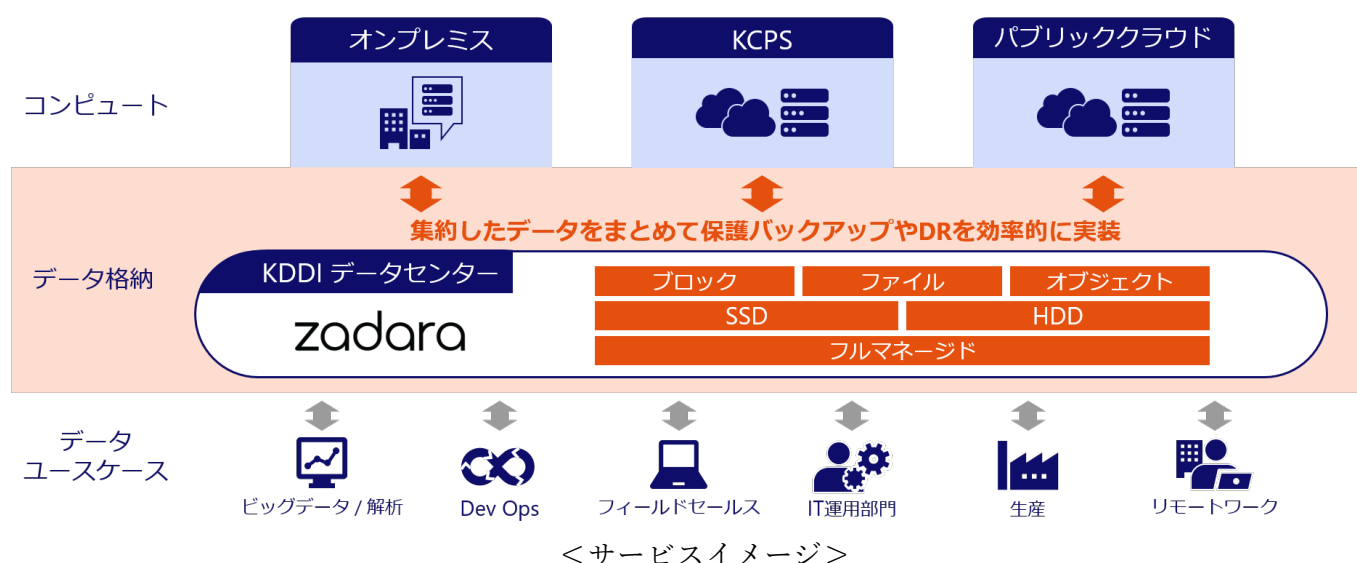 オンプレミス
KCPS
パブリッククラウド
コンピュート
集約したデータをまとめて保護バックアップやDRを効率的に実装
データ格納
KDDI データセンター
zadara
ブロック
ファイル
オブジェクト
SSD
HDD
フルマネージド
データ
ユースケース
ビッグデータ / 解析
Dev Ops
フィールドセールス
IT運用部門
生産
リモートワーク
＜サービスイメージ＞